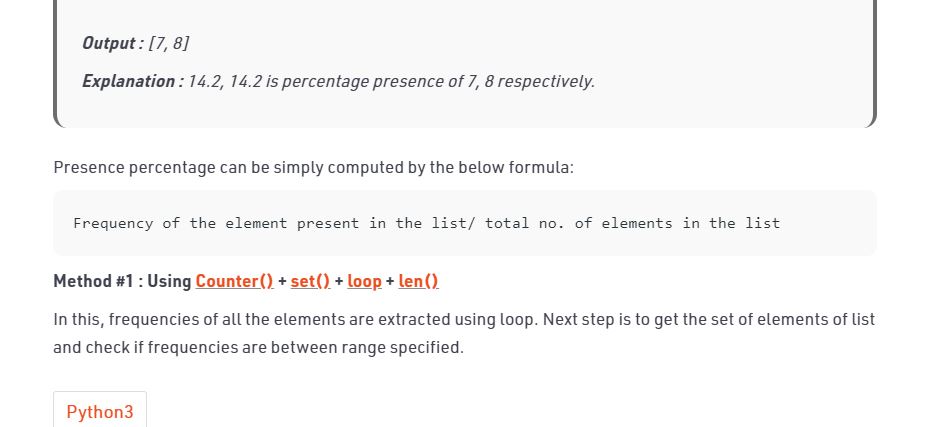 Output : [7, 8]
Explanation : 14.2, 14.2 is percentage presence of 7, 8 respectively.
Presence percentage can be simply computed by the below formula:
Frequency of the element present in the list/ total no. of elements in the list
Method #1 : Using Counter() + set() + loop + len()
In this, frequencies of all the elements are extracted using loop. Next step is to get the set of elements of list
and check if frequencies are between range specified.
Python3